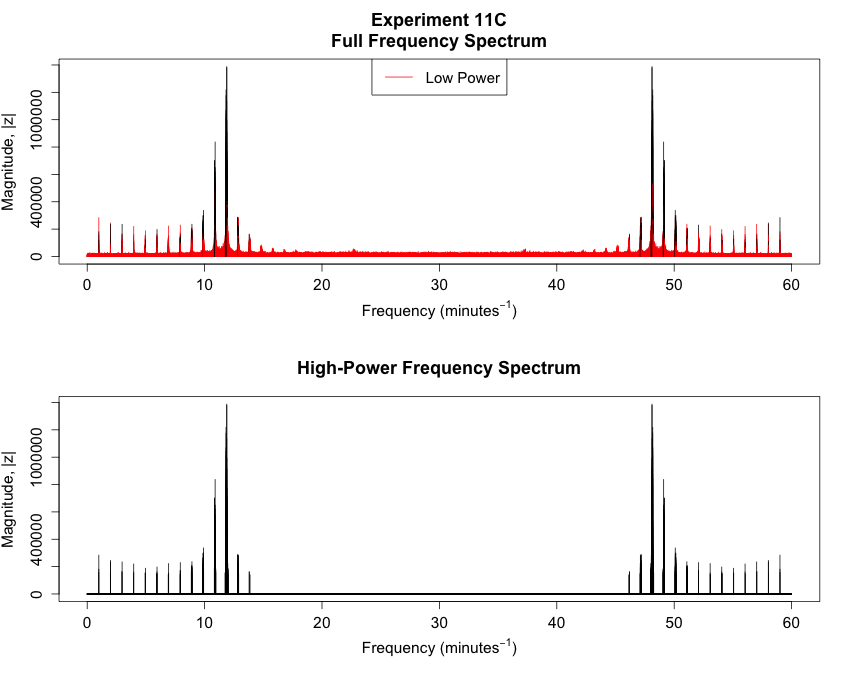 Experiment 11C
Full Frequency Spectrum
Low Power
Magnitude, |z|
0
400000
1000000
0 10 20 30 40 50 60
Frequency (minutes⁻¹)
High-Power Frequency Spectrum
Magnitude, |z|
0
400000
1000000
0 10 20 30 40 50 60
Frequency (minutes⁻¹)